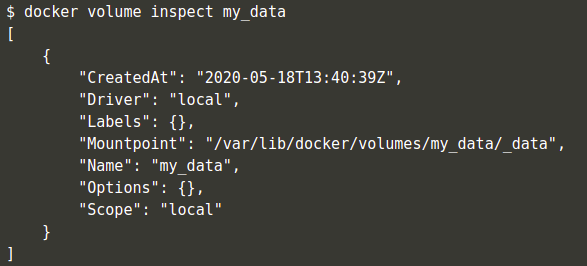 $ docker volume inspect my_data
[
    {
        "CreatedAt": "2020-05-18T13:40:39Z",
        "Driver": "local",
        "Labels": {},
        "Mountpoint": "/var/lib/docker/volumes/my_data/_data",
        "Name": "my_data",
        "Options": {},
        "Scope": "local"
    }
]